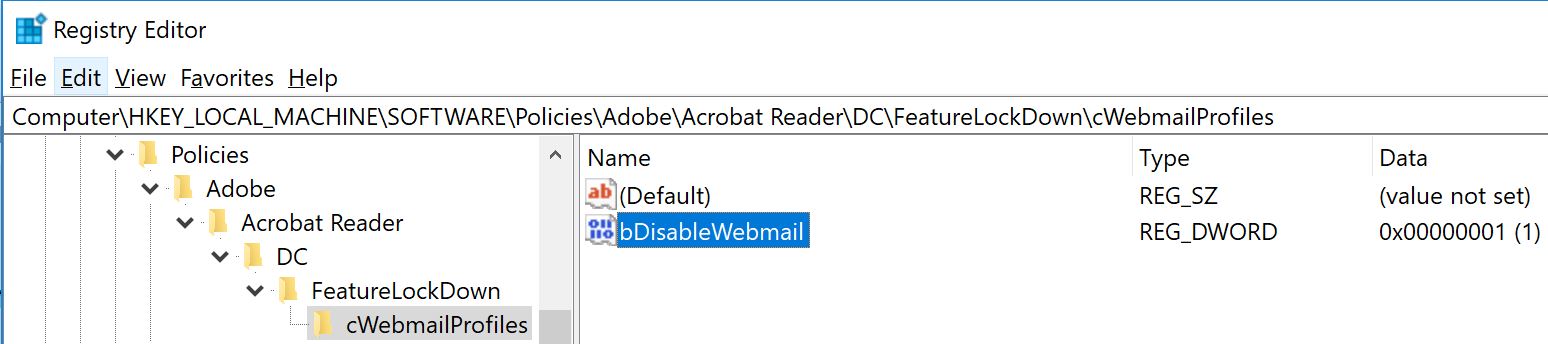 Registry Editor
File Edit View Favorites Help
Computer\HKEY_LOCAL_MACHINE\SOFTWARE\Policies\Adobe\Acrobat Reader\DC\FeatureLockDown\cWebmailProfiles
Policies
Adobe
Acrobat Reader
DC
FeatureLockDown
cWebmailProfiles
Name Type Data
ab (Default) REG_SZ (value not set)
bDisableWebmail REG_DWORD 0x00000001 (1)